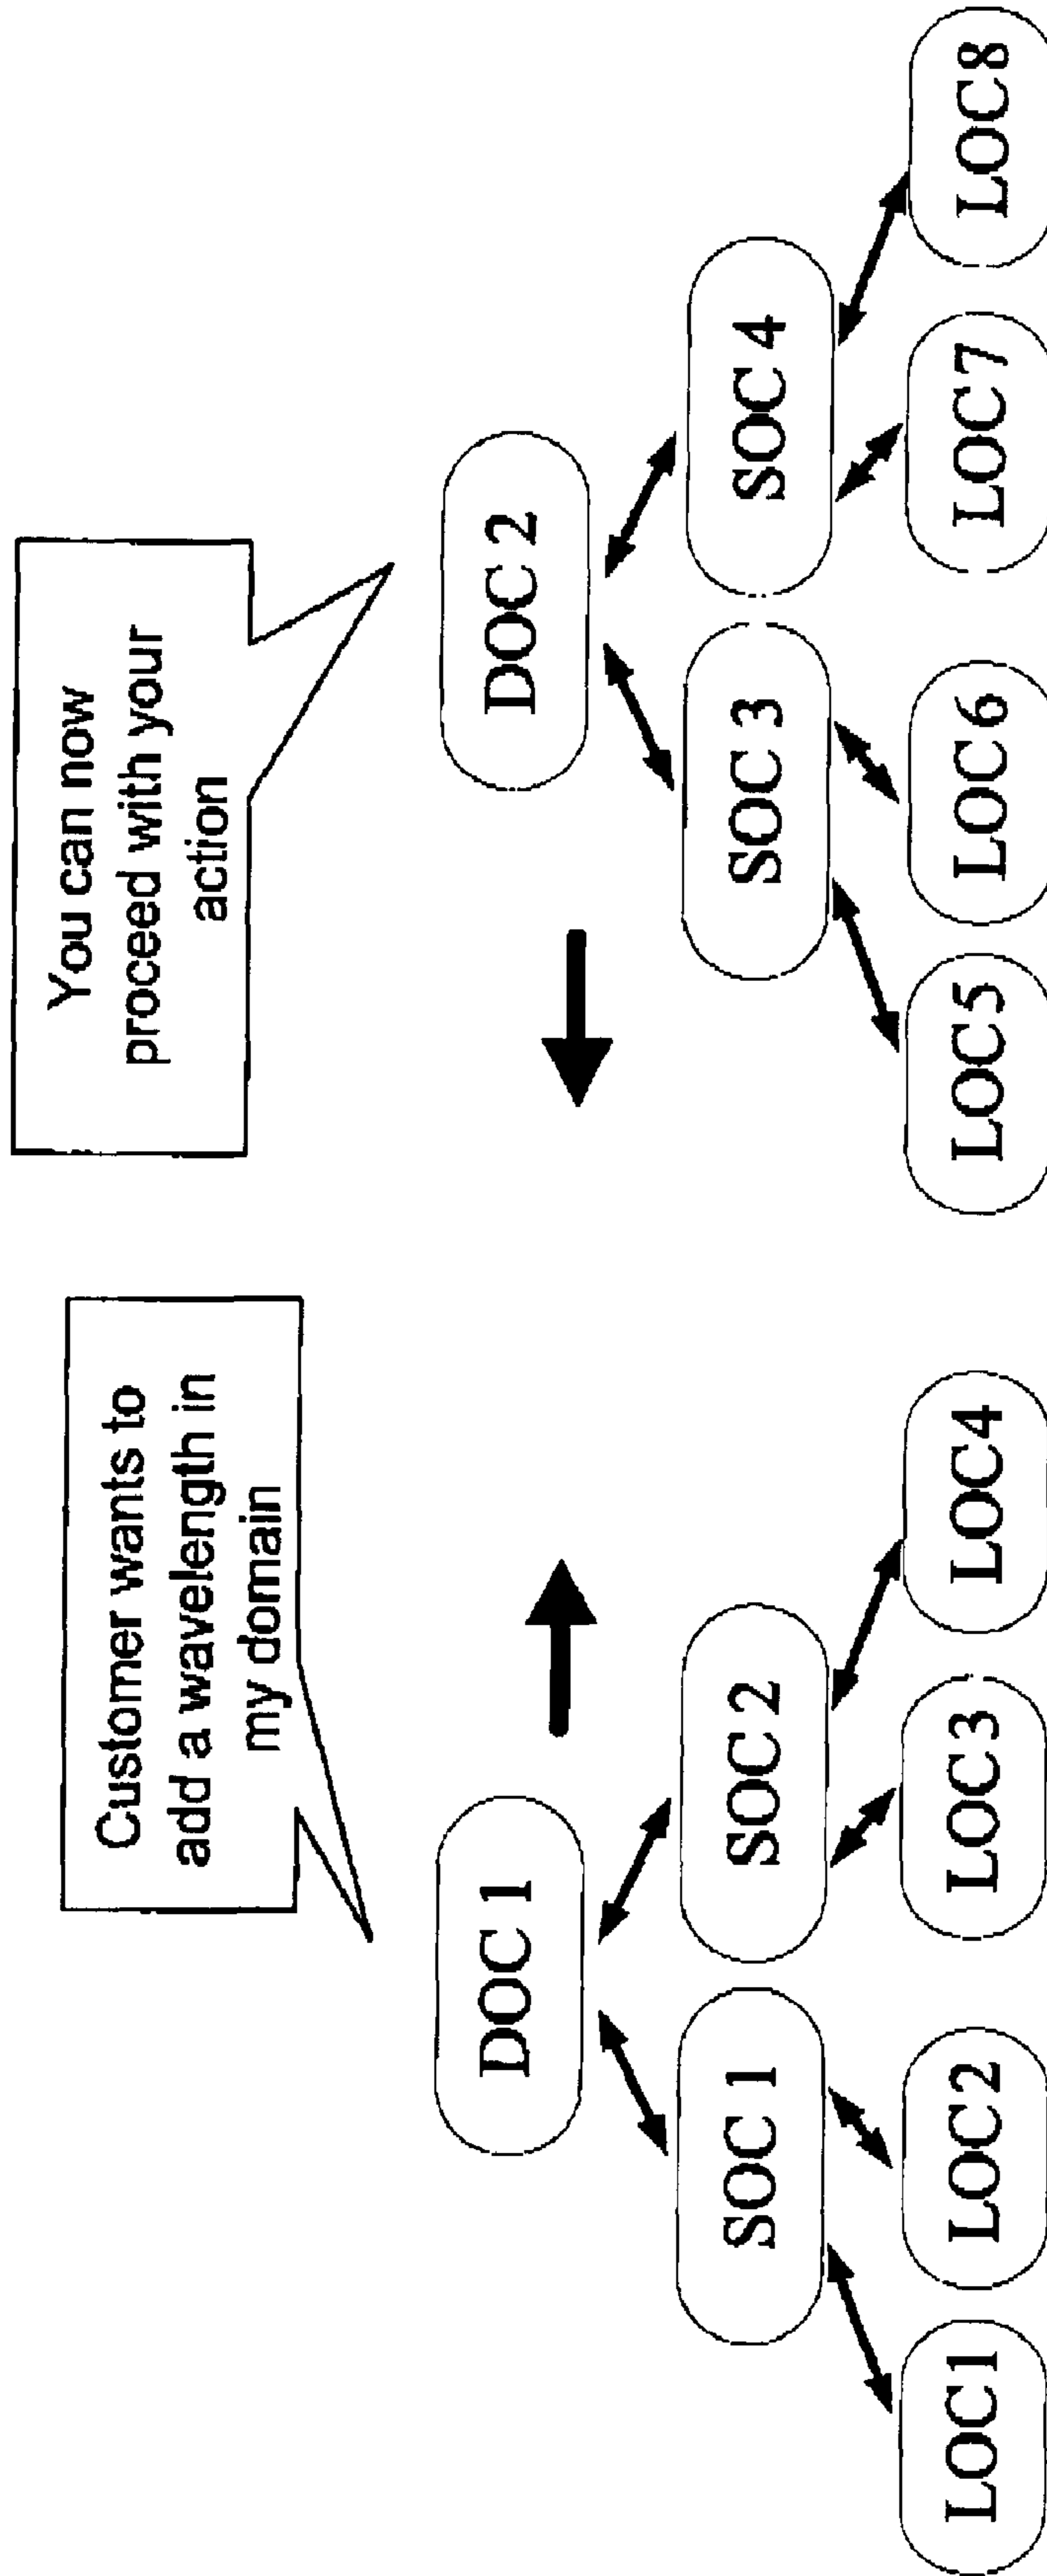 Customer wants to
add a wavelength in
my domain
You can now
proceed with your
action
DOC 1
DOC 2
SOC 1
SOC 2
SOC 3
SOC 4
LOC1
LOC2
LOC3
LOC4
LOC5
LOC6
LOC7
LOC8